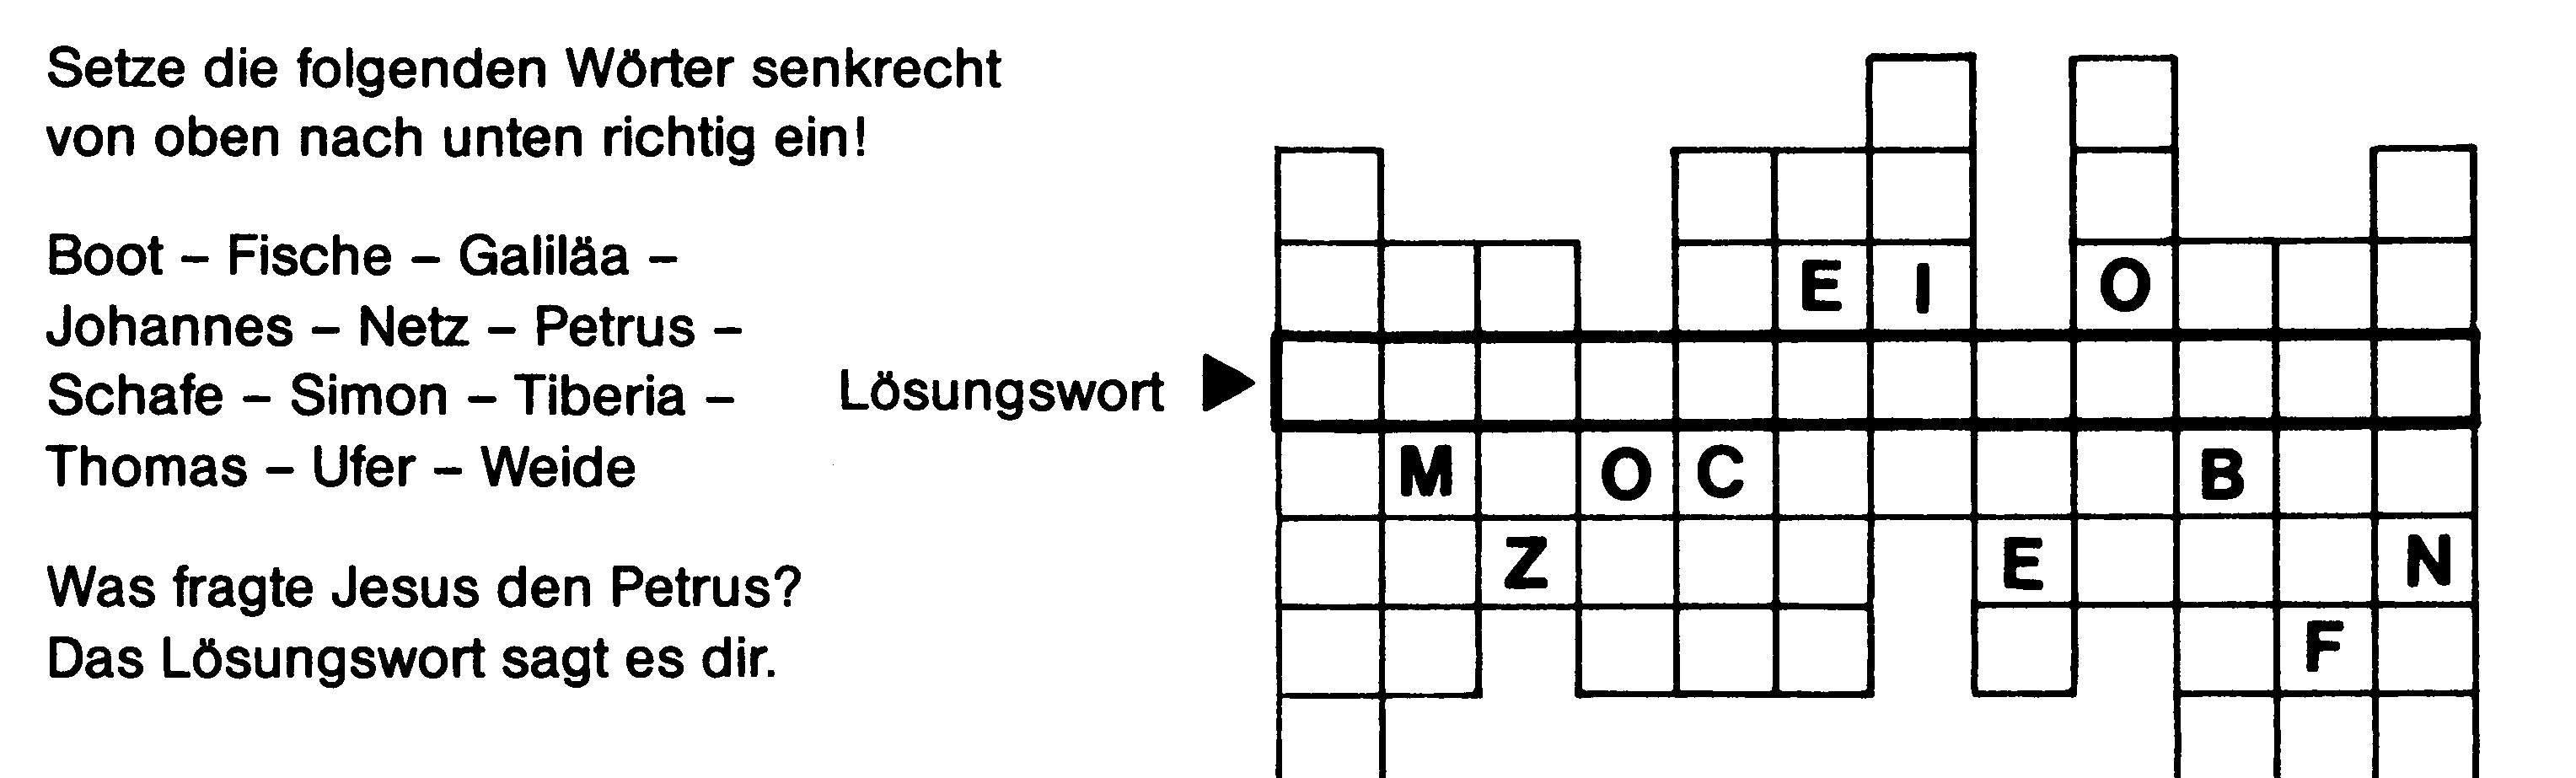 Setze die folgenden Wörter senkrecht
von oben nach unten richtig ein!
Boot – Fische – Galiläa –
Johannes – Netz – Petrus –
Schafe – Simon – Tiberia –
Thomas – Ufer – Weide
Was fragte Jesus den Petrus?
Das Lösungswort sagt es dir.
Lösungswort
E I O
M O C B
Z E N
F